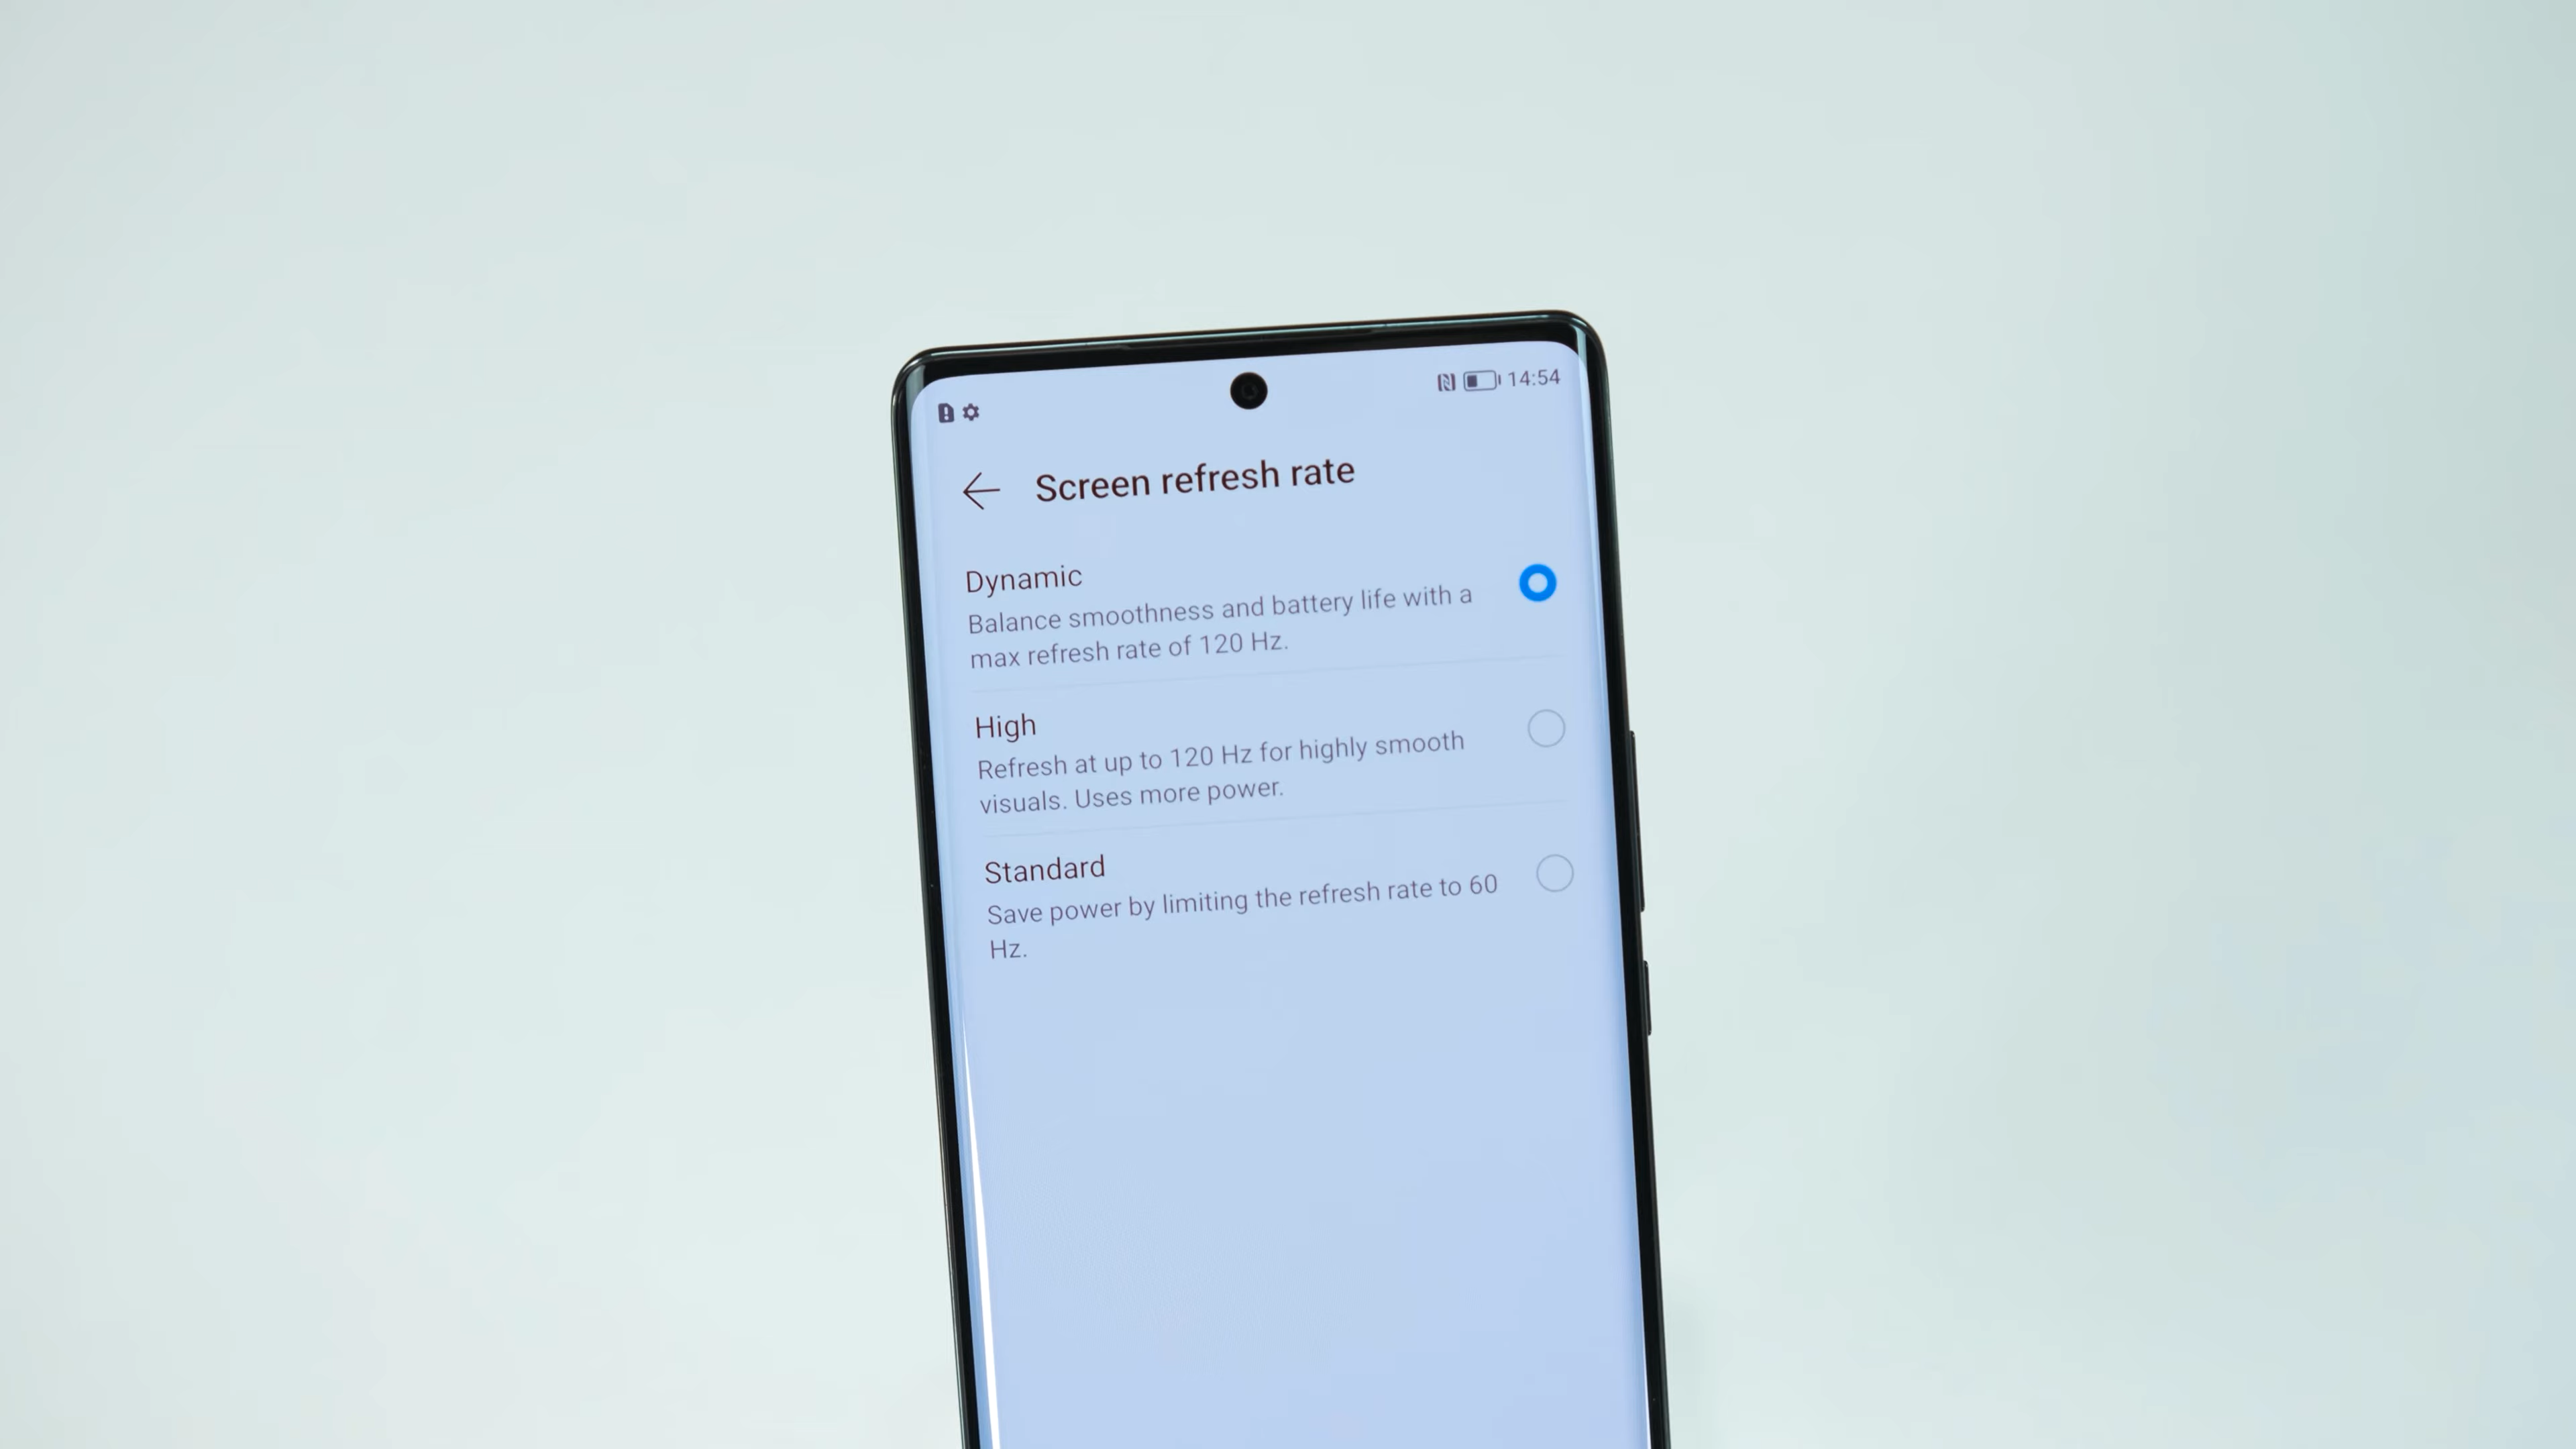 14:54
Screen refresh rate
Dynamic
Balance smoothness and battery life with a
max refresh rate of 120 Hz.
High
Refresh at up to 120 Hz for highly smooth
visuals. Uses more power.
Standard
Save power by limiting the refresh rate to 60
Hz.